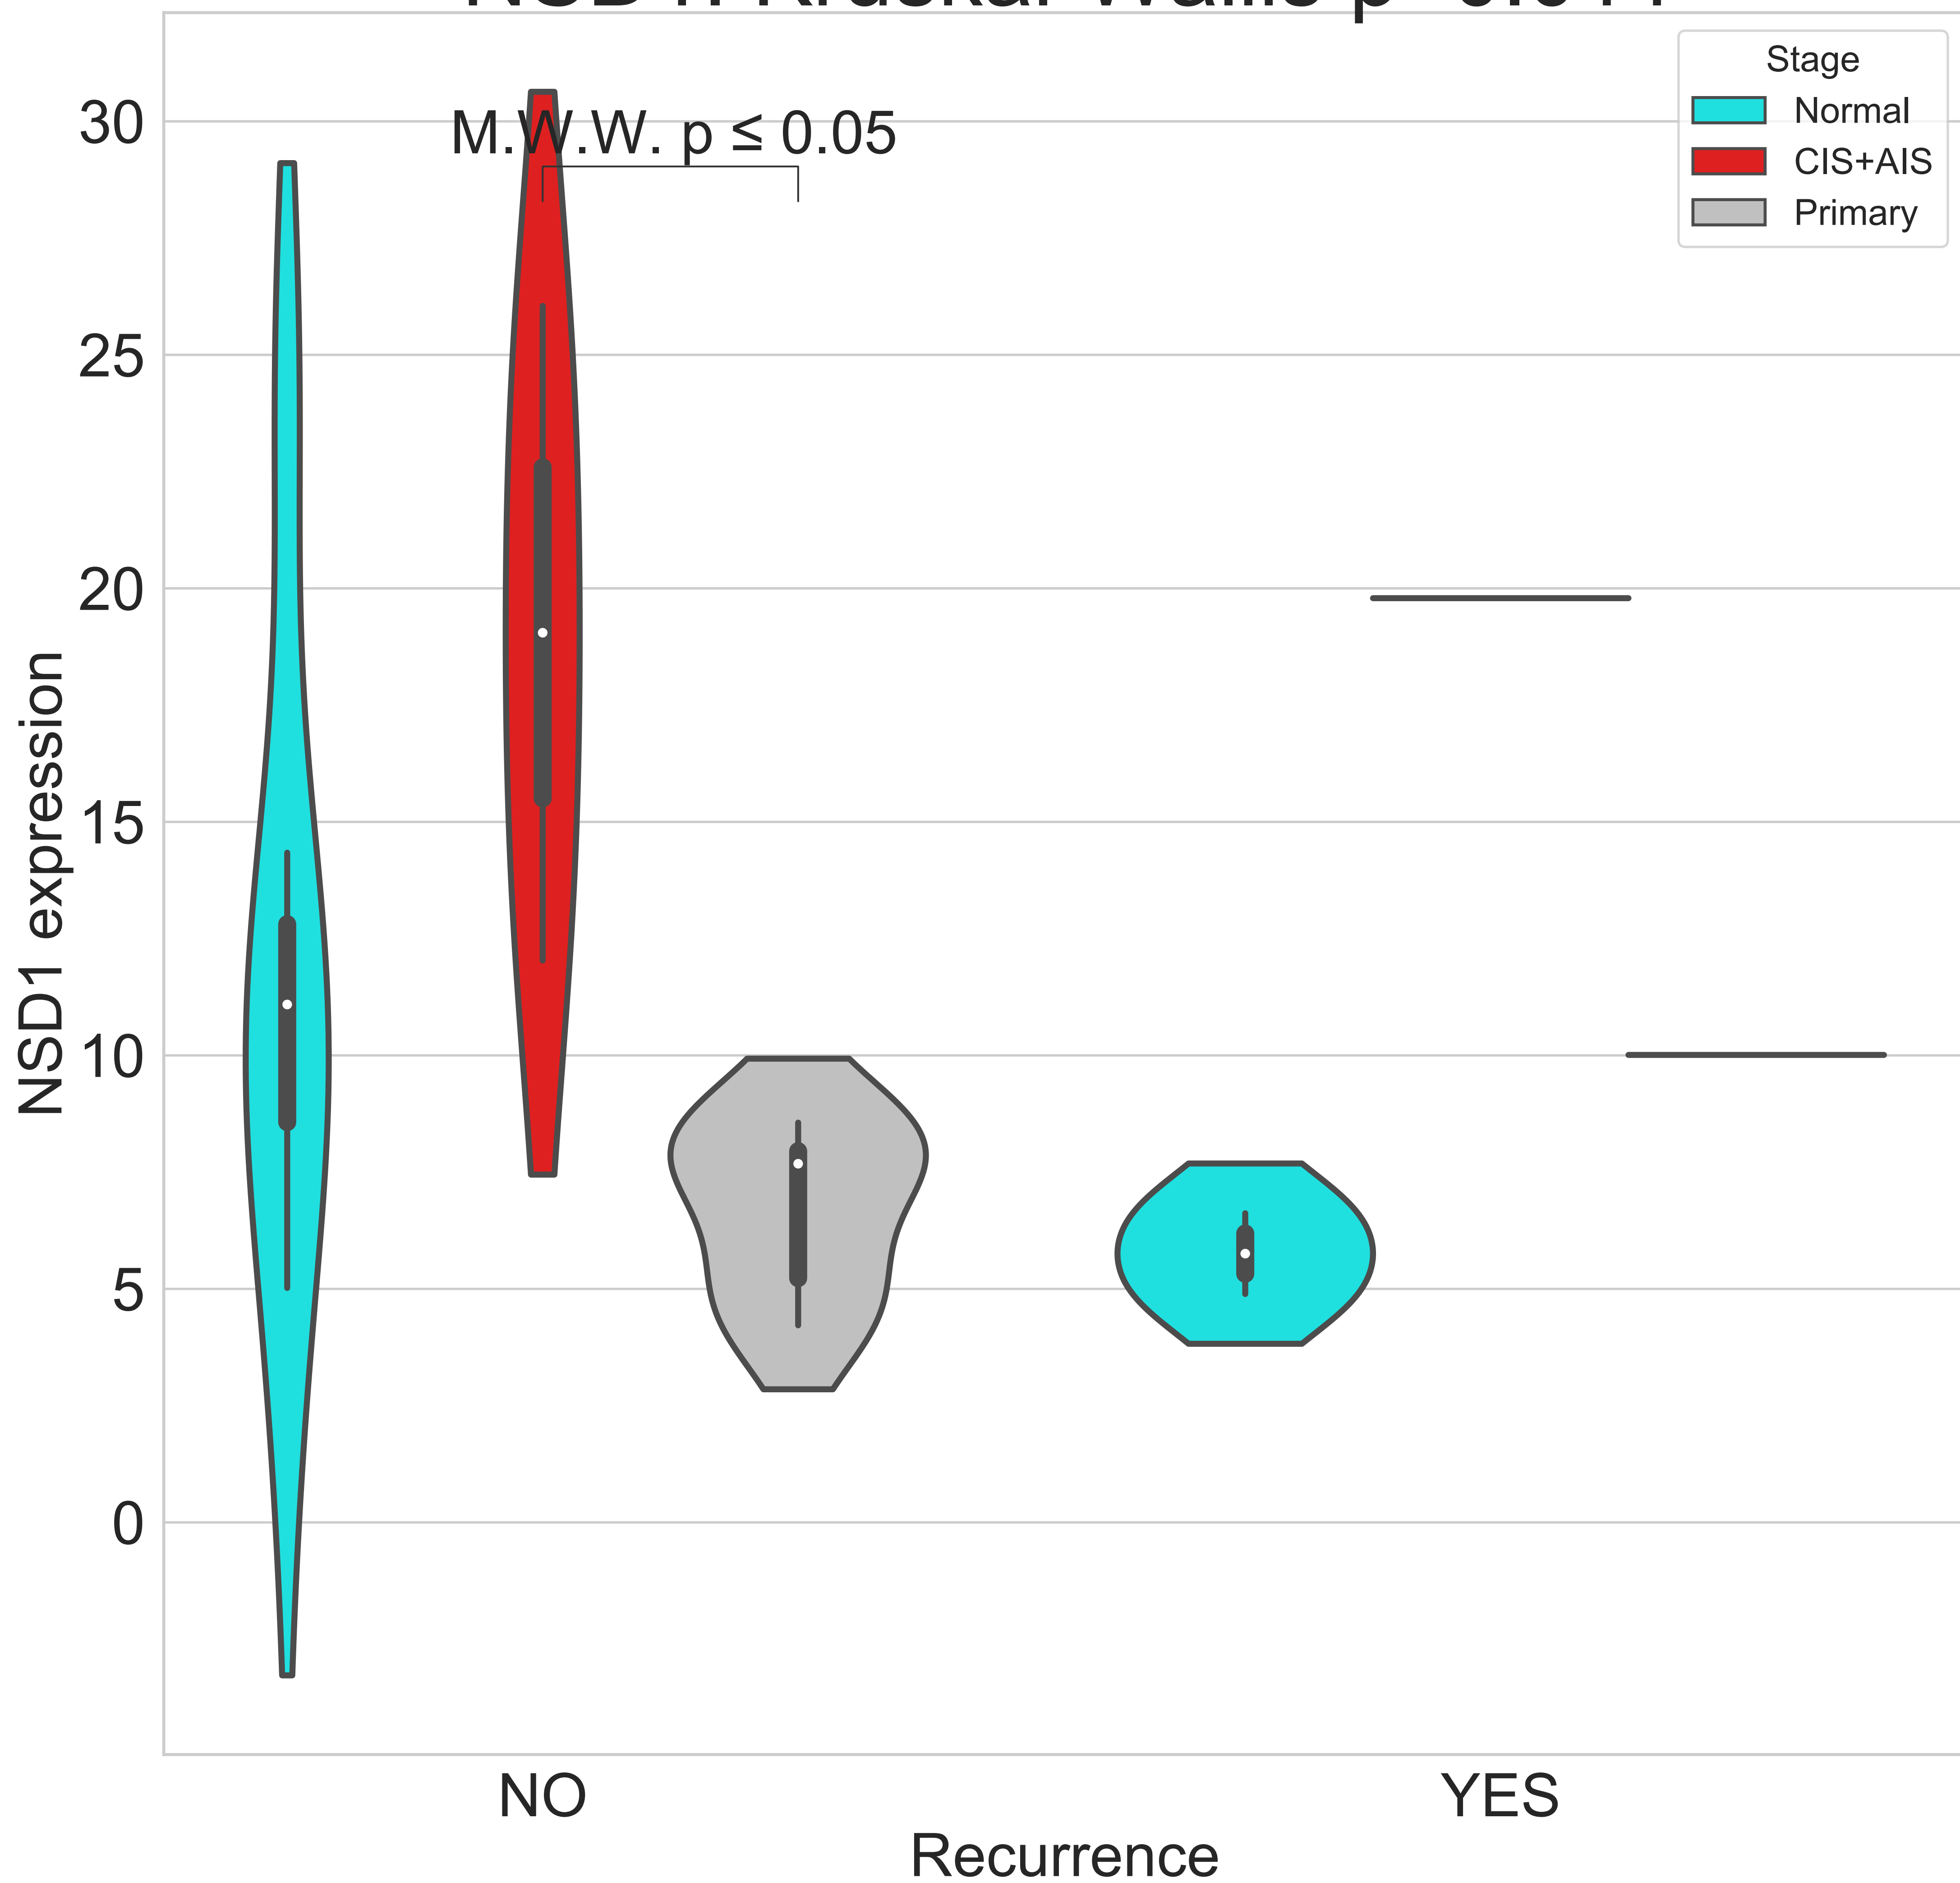 Stage
Normal
CIS+AIS
Primary
M.W.W. p ≤ 0.05
30
25
20
15
10
5
0
NSD1 expression
NO
YES
Recurrence